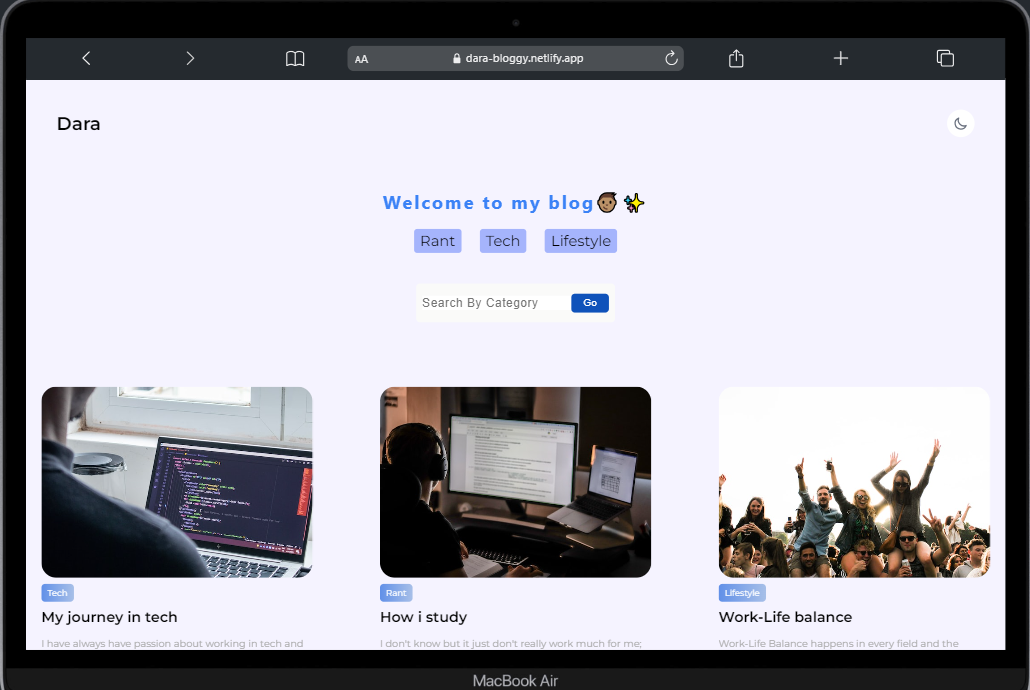 AA
dara-bloggy.netlify.app
Dara
Welcome to my blog
Rant Tech Lifestyle
Search By Category Go
Tech
My journey in tech
I have always have passion about working in tech and
Rant
How i study
I don't know but it just don't really work much for me;
Lifestyle
Work-Life balance
Work-Life Balance happens in every field and the
MacBook Air